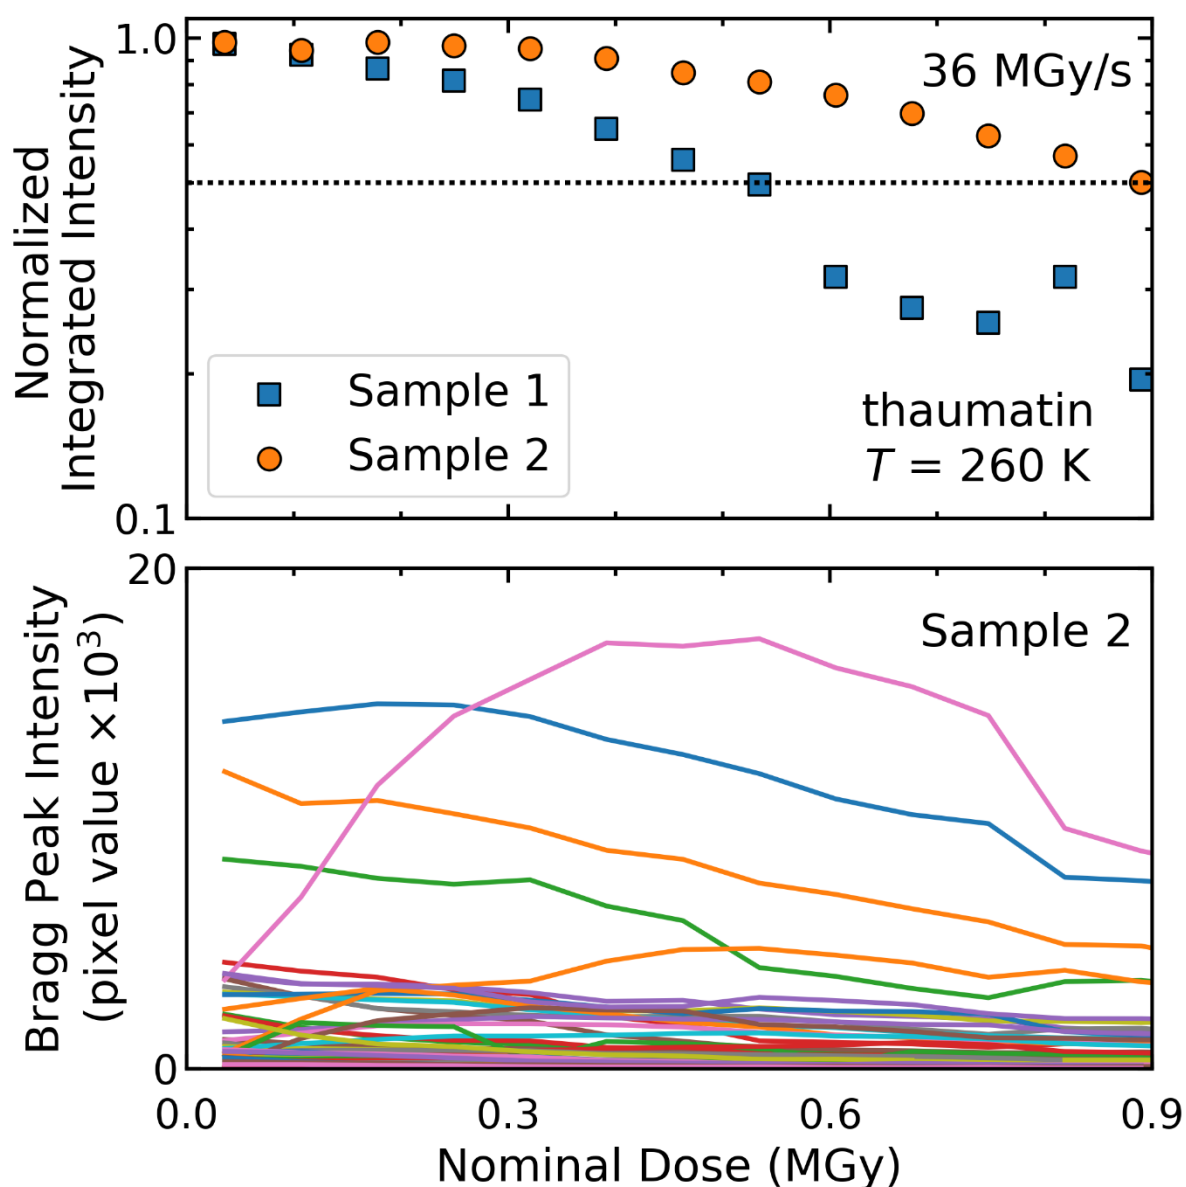 Normalized
Integrated Intensity
1.0
0.1
36 MGy/s
Sample 1
Sample 2
thaumatin
T = 260 K
Bragg Peak Intensity
(pixel value ×10³)
20
0
Sample 2
0.0 0.3 0.6 0.9
Nominal Dose (MGy)